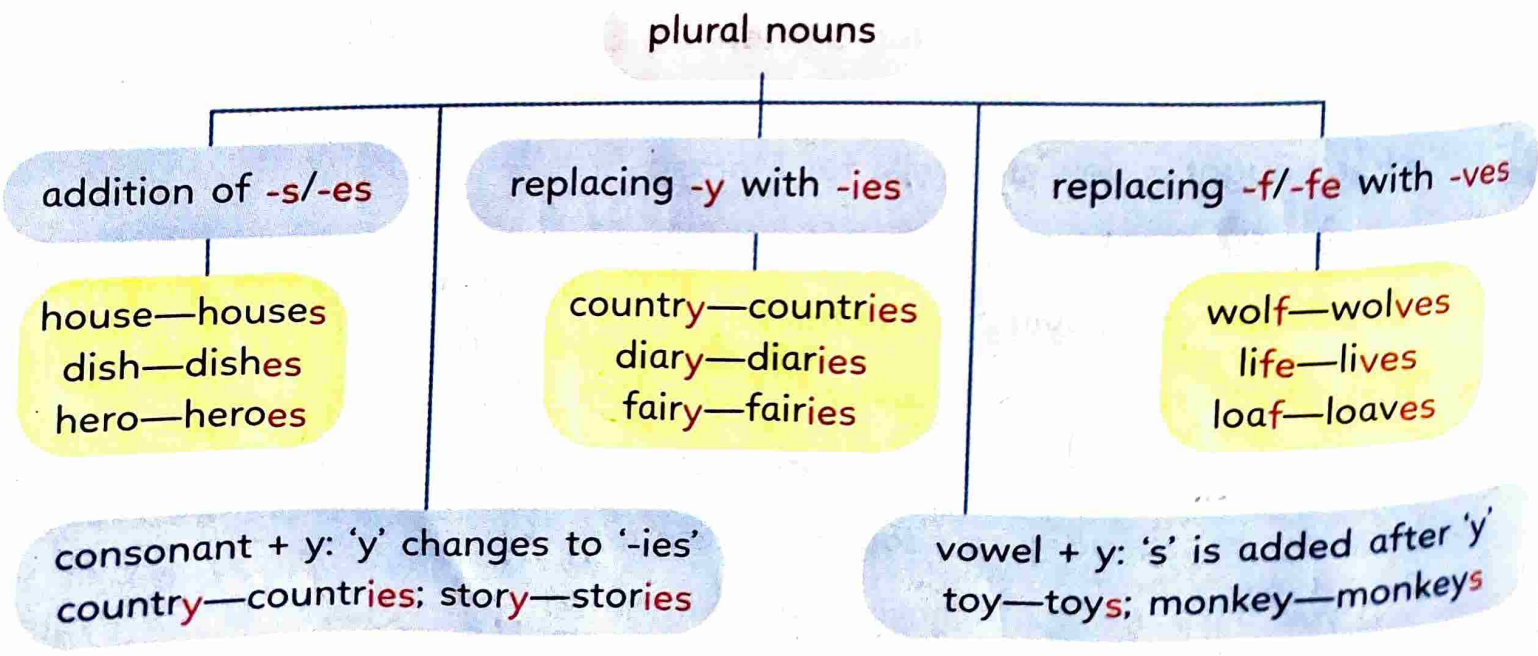 plural nouns
addition of -s/-es
replacing -y with -ies
replacing -f/-fe with -ves
house—houses
dish—dishes
hero—heroes
country—countries
diary—diaries
fairy—fairies
wolf—wolves
life—lives
loaf—loaves
consonant + y: ‘y’ changes to ‘-ies’
country—countries; story—stories
vowel + y: ‘s’ is added after ‘y’
toy—toys; monkey—monkeys